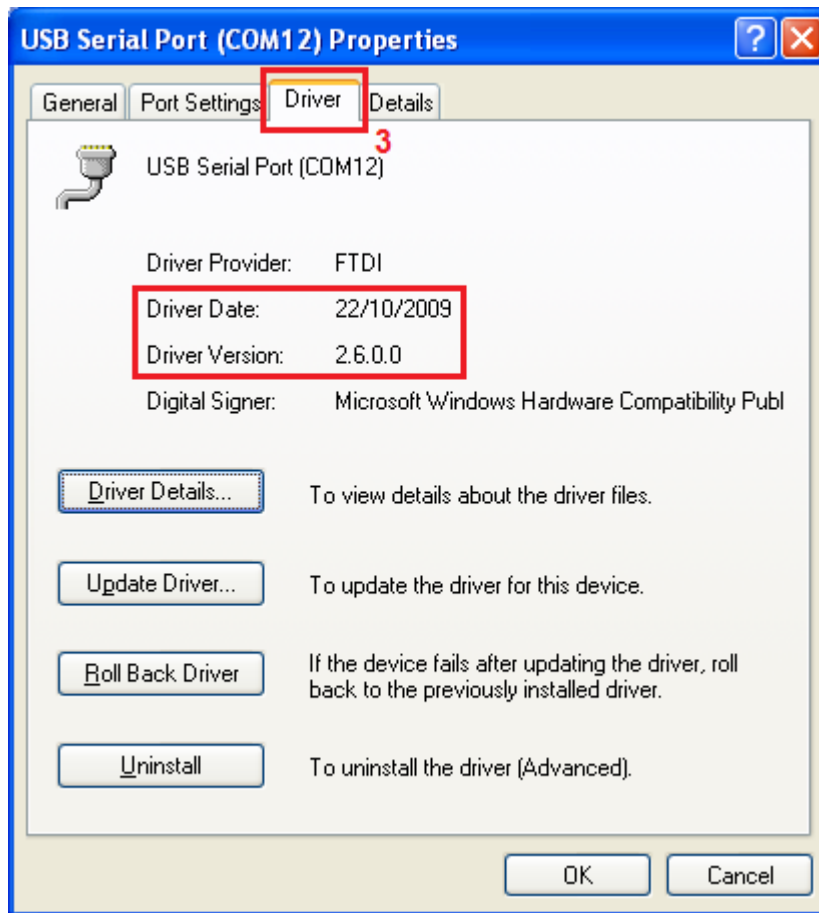 USB Serial Port (COM12) Properties
?
General Port Settings Driver Details
3
USB Serial Port (COM12)
Driver Provider: FTDI
Driver Date: 22/10/2009
Driver Version: 2.6.0.0
Digital Signer: Microsoft Windows Hardware Compatibility Publ
Driver Details... To view details about the driver files.
Update Driver... To update the driver for this device.
Roll Back Driver If the device fails after updating the driver, roll
back to the previously installed driver.
Uninstall To uninstall the driver (Advanced).
OK Cancel